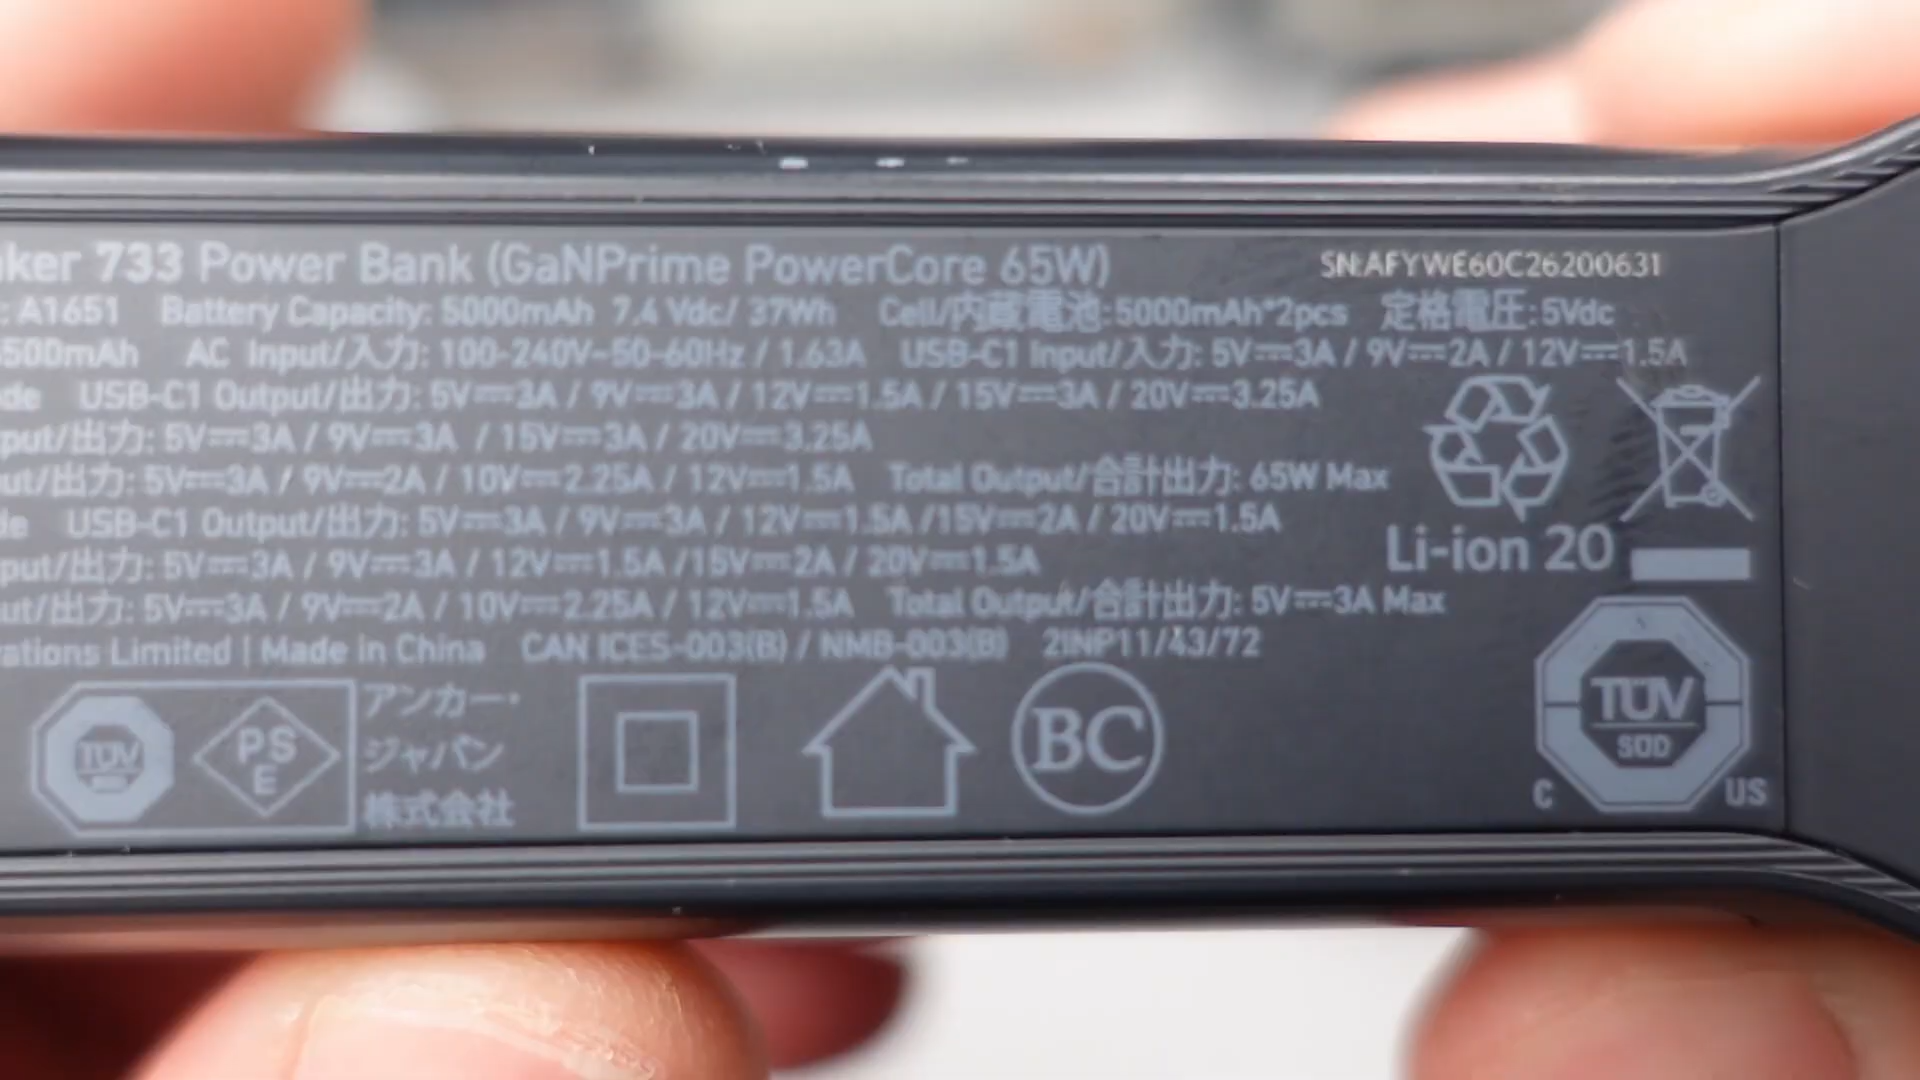 ker 733 Power Bank (GaNPrime PowerCore 65W)
SN:AFYWE60C26200631
: A1651 Battery Capacity: 5000mAh 7.4 Vdc/ 37Wh Cell/内蔵電池:5000mAh*2pcs 定格電圧:5Vdc
500mAh AC Input/入力: 100-240V~50-60Hz / 1.63A USB-C1 Input/入力: 5V⎓3A / 9V⎓2A / 12V⎓1.5A
de USB-C1 Output/出力: 5V⎓3A / 9V⎓3A / 12V⎓1.5A / 15V⎓3A / 20V⎓3.25A
put/出力: 5V⎓3A / 9V⎓3A / 15V⎓3A / 20V⎓3.25A
ut/出力: 5V⎓3A / 9V⎓2A / 10V⎓2.25A / 12V⎓1.5A Total Output/合計出力: 65W Max
de USB-C1 Output/出力: 5V⎓3A / 9V⎓3A / 12V⎓1.5A /15V⎓2A / 20V⎓1.5A
put/出力: 5V⎓3A / 9V⎓3A / 12V⎓1.5A /15V⎓2A / 20V⎓1.5A
ut/出力: 5V⎓3A / 9V⎓2A / 10V⎓2.25A / 12V⎓1.5A Total Output/合計出力: 5V⎓3A Max
ations Limited | Made in China CAN ICES-003(B) / NMB-003(B) 2INP11/43/72
Li-ion 20
TÜV
PS
E
アンカー・
ジャパン
株式会社
BC
TÜV
SÜD
C US